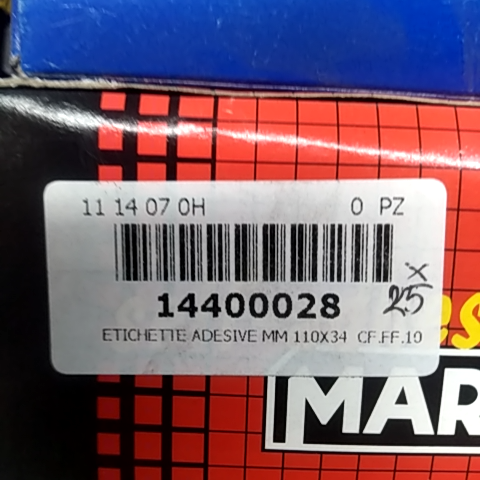 11 14 07 0H 0 PZ
14400028
X
25
ETICHETTE ADESIVE MM 110X34 CF.FF.10
MAR